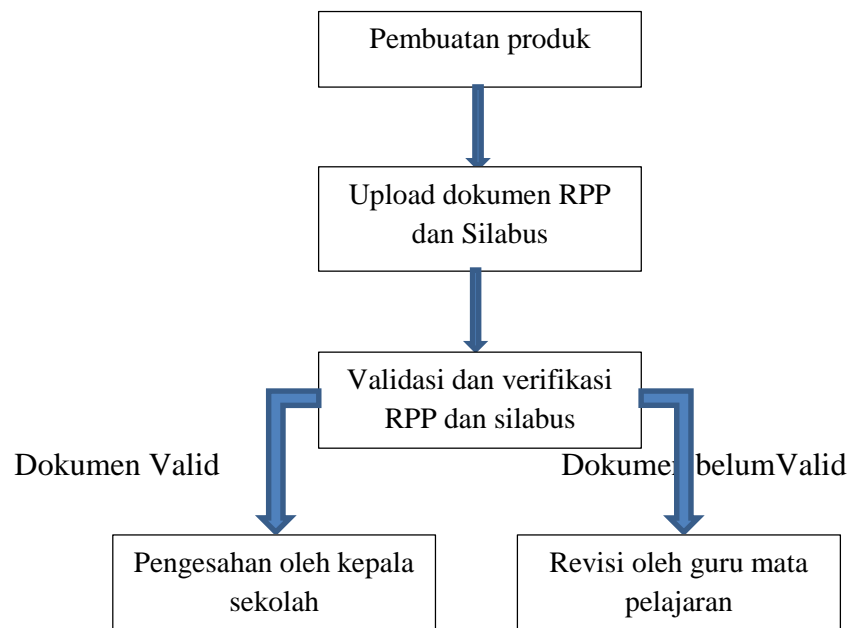 Pembuatan produk
Upload dokumen RPP
dan Silabus
Validasi dan verifikasi
RPP dan silabus
Dokumen Valid
Dokumen belumValid
Pengesahan oleh kepala
sekolah
Revisi oleh guru mata
pelajaran